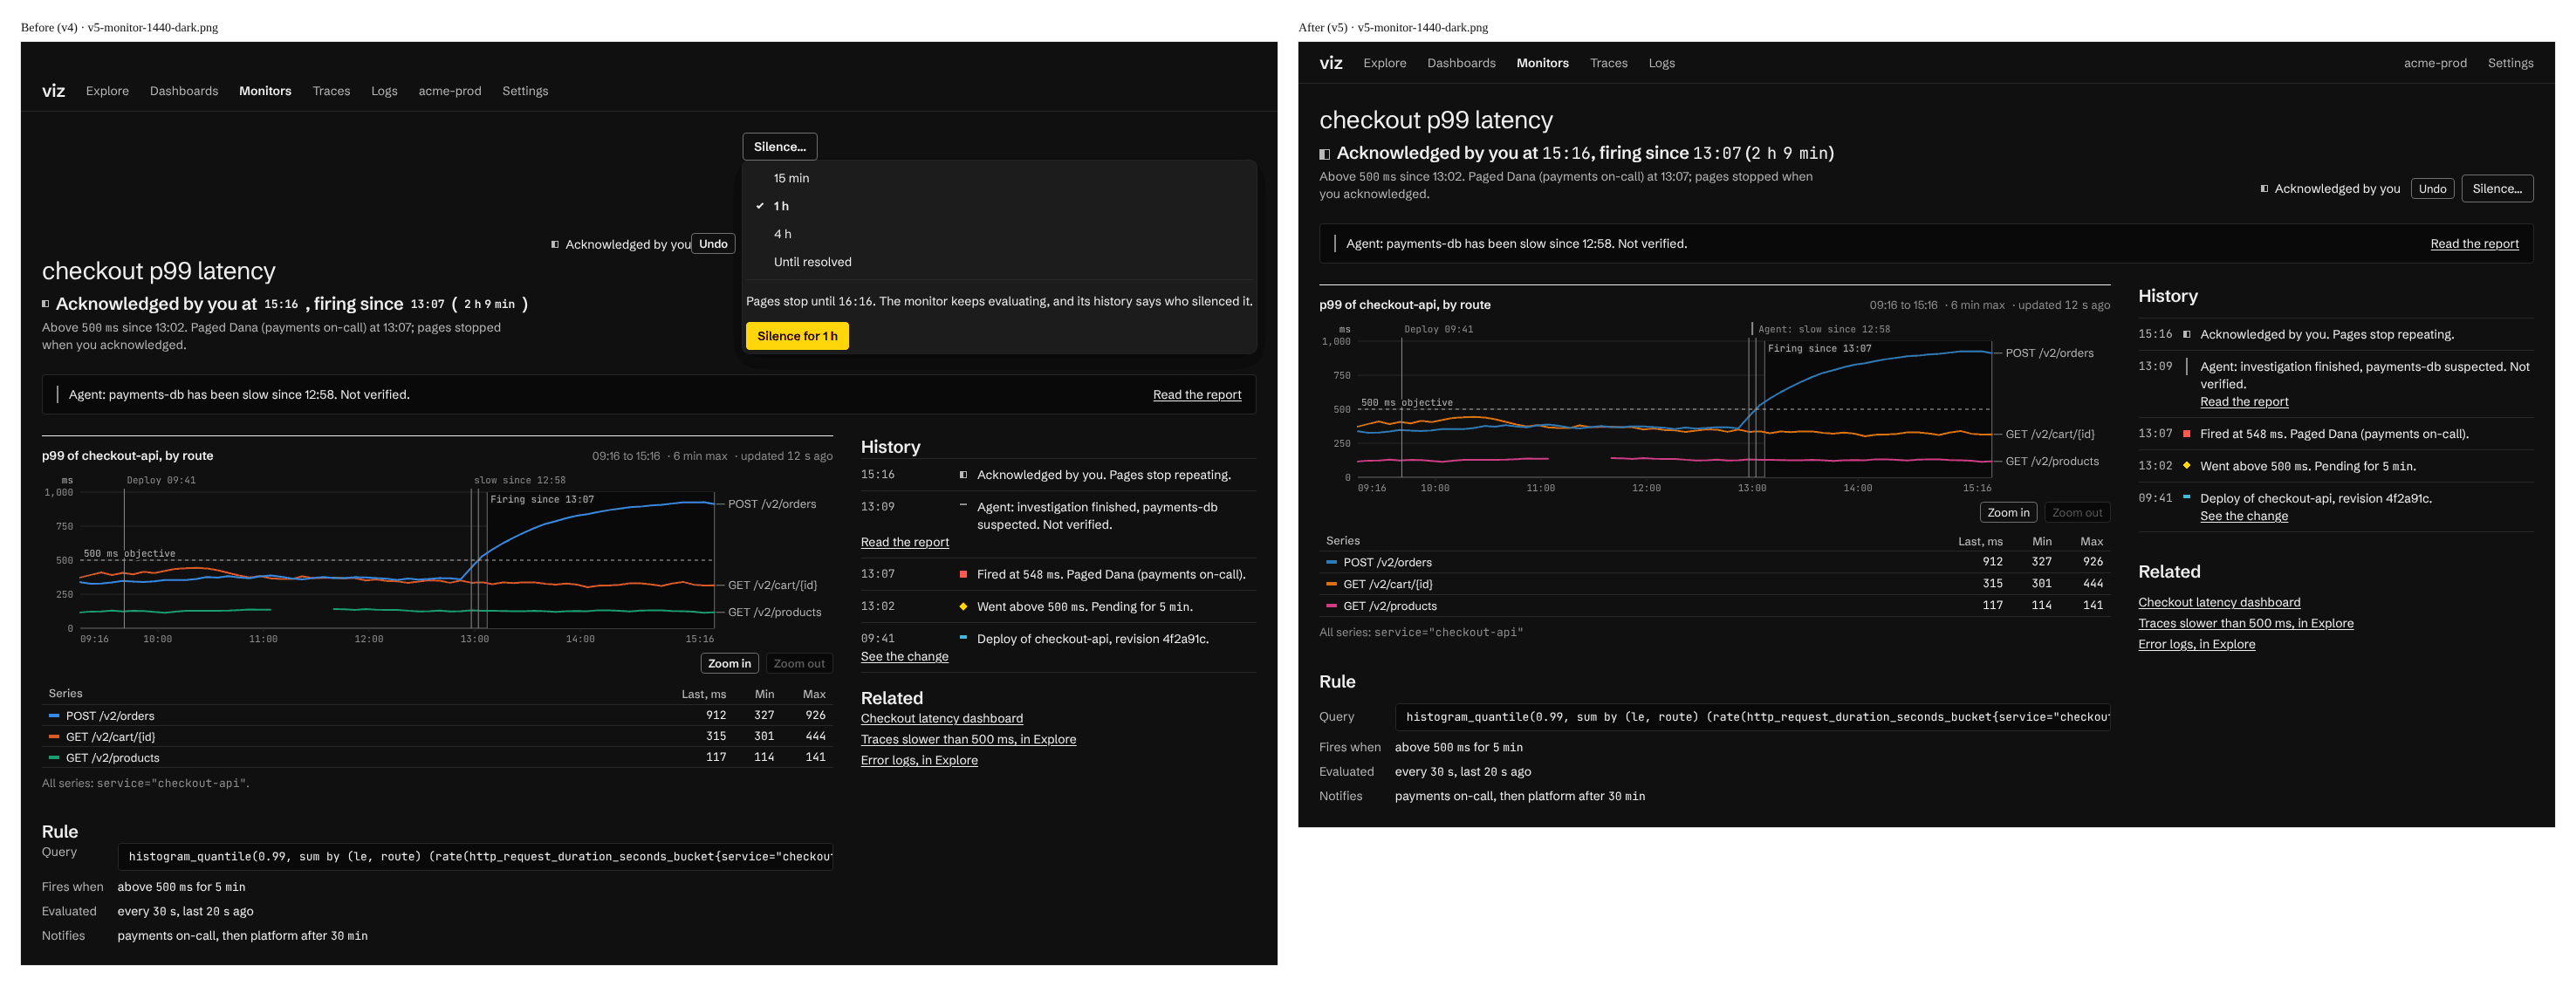 Before (v4) · v5-monitor-1440-dark.png
viz Explore Dashboards Monitors Traces Logs acme-prod Settings
Silence...
15 min
✔ 1 h
4 h
Until resolved
Pages stop until 16:16. The monitor keeps evaluating, and its history says who silenced it.
Silence for 1 h
Acknowledged by you Undo
checkout p99 latency
Acknowledged by you at 15:16 , firing since 13:07 ( 2 h 9 min )
Above 500 ms since 13:02. Paged Dana (payments on-call) at 13:07; pages stopped
when you acknowledged.
Agent: payments-db has been slow since 12:58. Not verified. Read the report
p99 of checkout-api, by route 09:16 to 15:16 · 6 min max · updated 12 s ago
ms Deploy 09:41 slow since 12:58
1,000 Firing since 13:07
POST /v2/orders
750
500 ms objective
500
GET /v2/cart/{id}
250
GET /v2/products
0
09:16 10:00 11:00 12:00 13:00 14:00 15:16
Zoom in Zoom out
Series Last, ms Min Max
POST /v2/orders 912 327 926
GET /v2/cart/{id} 315 301 444
GET /v2/products 117 114 141
All series: service="checkout-api".
Rule
Query histogram_quantile(0.99, sum by (le, route) (rate(http_request_duration_seconds_bucket{service="checkout
Fires when above 500 ms for 5 min
Evaluated every 30 s, last 20 s ago
Notifies payments on-call, then platform after 30 min
History
15:16 Acknowledged by you. Pages stop repeating.
13:09 Agent: investigation finished, payments-db
suspected. Not verified.
Read the report
13:07 Fired at 548 ms. Paged Dana (payments on-call).
13:02 Went above 500 ms. Pending for 5 min.
09:41 Deploy of checkout-api, revision 4f2a91c.
See the change
Related
Checkout latency dashboard
Traces slower than 500 ms, in Explore
Error logs, in Explore
After (v5) · v5-monitor-1440-dark.png
viz Explore Dashboards Monitors Traces Logs acme-prod Settings
checkout p99 latency
Acknowledged by you at 15:16, firing since 13:07 (2 h 9 min)
Above 500 ms since 13:02. Paged Dana (payments on-call) at 13:07; pages stopped when
you acknowledged.
Acknowledged by you Undo Silence...
Agent: payments-db has been slow since 12:58. Not verified. Read the report
p99 of checkout-api, by route 09:16 to 15:16 · 6 min max · updated 12 s ago
ms Deploy 09:41 Agent: slow since 12:58
1,000 Firing since 13:07
POST /v2/orders
750
500 ms objective
500
GET /v2/cart/{id}
250
GET /v2/products
0
09:16 10:00 11:00 12:00 13:00 14:00 15:16
Zoom in Zoom out
Series Last, ms Min Max
POST /v2/orders 912 327 926
GET /v2/cart/{id} 315 301 444
GET /v2/products 117 114 141
All series: service="checkout-api"
Rule
Query histogram_quantile(0.99, sum by (le, route) (rate(http_request_duration_seconds_bucket{service="checkout
Fires when above 500 ms for 5 min
Evaluated every 30 s, last 20 s ago
Notifies payments on-call, then platform after 30 min
History
15:16 Acknowledged by you. Pages stop repeating.
13:09 Agent: investigation finished, payments-db suspected. Not
verified.
Read the report
13:07 Fired at 548 ms. Paged Dana (payments on-call).
13:02 Went above 500 ms. Pending for 5 min.
09:41 Deploy of checkout-api, revision 4f2a91c.
See the change
Related
Checkout latency dashboard
Traces slower than 500 ms, in Explore
Error logs, in Explore